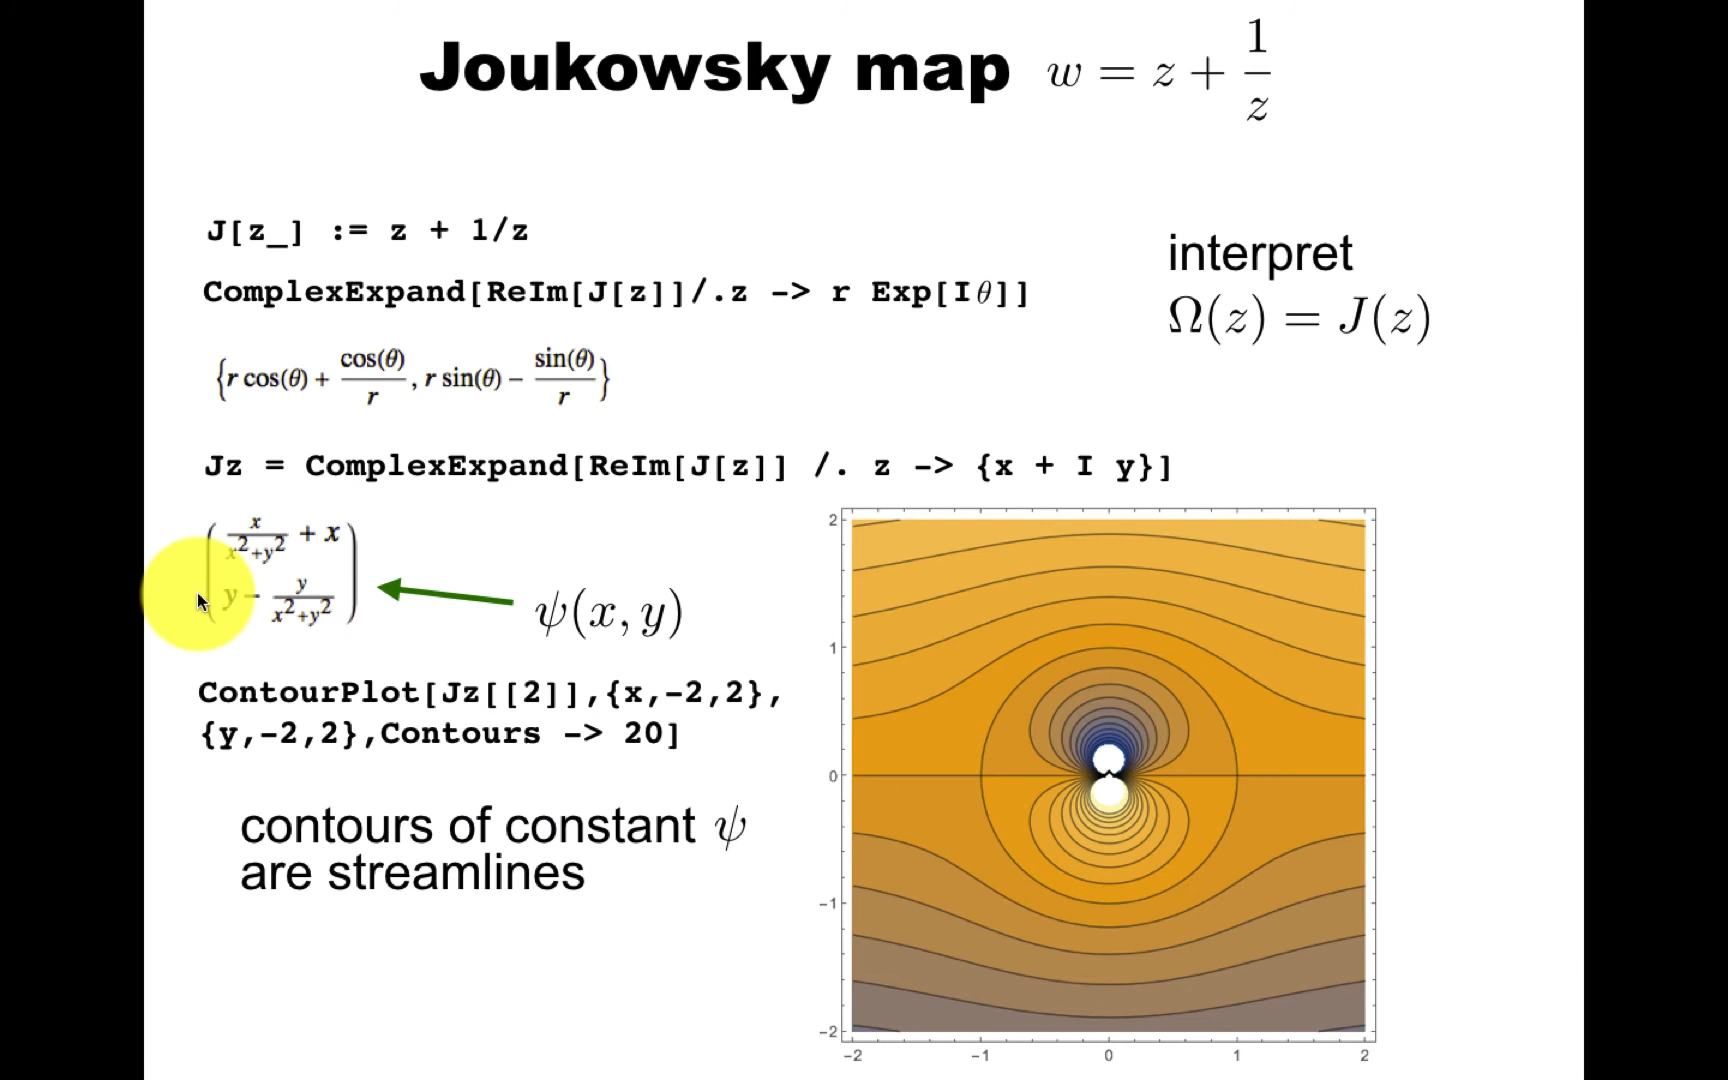 Joukowsky map w = z + 1/z
J[z_] := z + 1/z
interpret
Ω(z) = J(z)
ComplexExpand[ReIm[J[z]]/.z -> r Exp[I θ]]
{r cos(θ) + cos(θ)/r, r sin(θ) − sin(θ)/r}
Jz = ComplexExpand[ReIm[J[z]] /. z -> {x + I y}]
x/(x²+y²) + x
y − y/(x²+y²)
ψ(x, y)
ContourPlot[Jz[[2]],{x,-2,2},
{y,-2,2},Contours -> 20]
contours of constant ψ
are streamlines
2
1
0
−1
−2
−2 −1 0 1 2